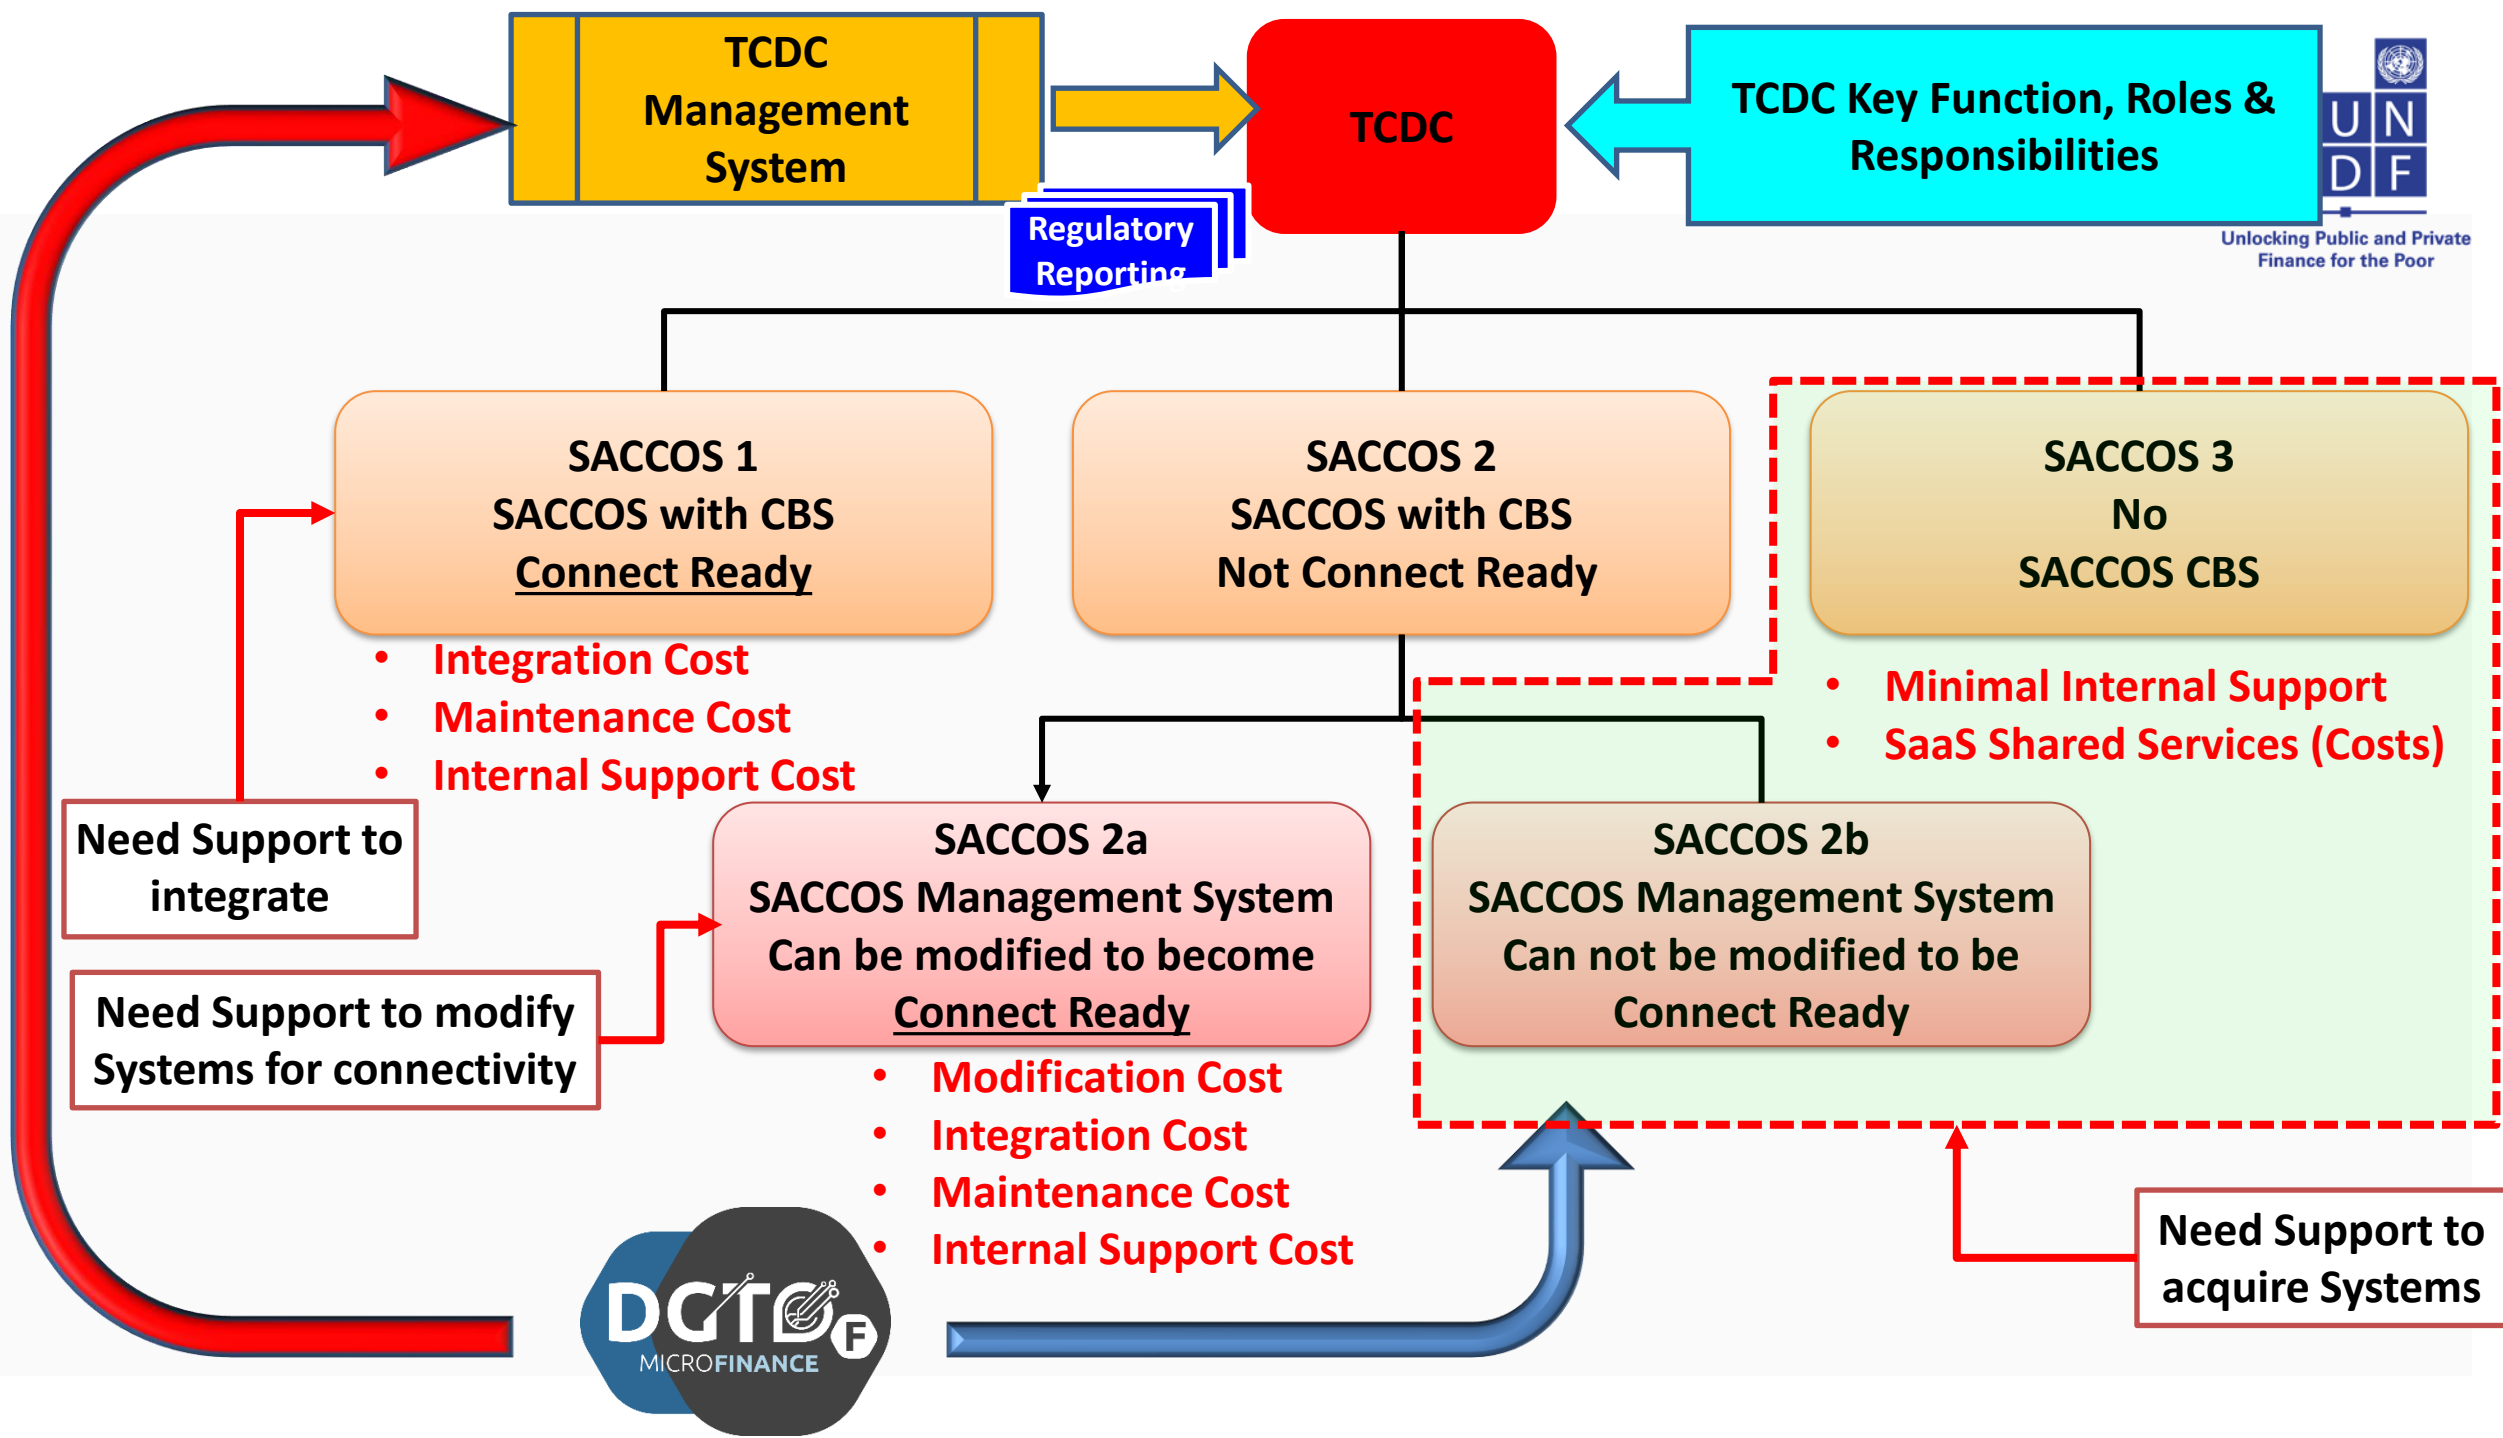 TCDC
Management
System
TCDC
TCDC Key Function, Roles &
Responsibilities
U N
D F
Unlocking Public and Private
Finance for the Poor
Regulatory
Reporting
SACCOS 1
SACCOS with CBS
Connect Ready
SACCOS 2
SACCOS with CBS
Not Connect Ready
SACCOS 3
No
SACCOS CBS
• Integration Cost
• Maintenance Cost
• Internal Support Cost
• Minimal Internal Support
• SaaS Shared Services (Costs)
Need Support to
integrate
SACCOS 2a
SACCOS Management System
Can be modified to become
Connect Ready
SACCOS 2b
SACCOS Management System
Can not be modified to be
Connect Ready
Need Support to modify
Systems for connectivity
• Modification Cost
• Integration Cost
• Maintenance Cost
• Internal Support Cost
Need Support to
acquire Systems
F
MICROFINANCE